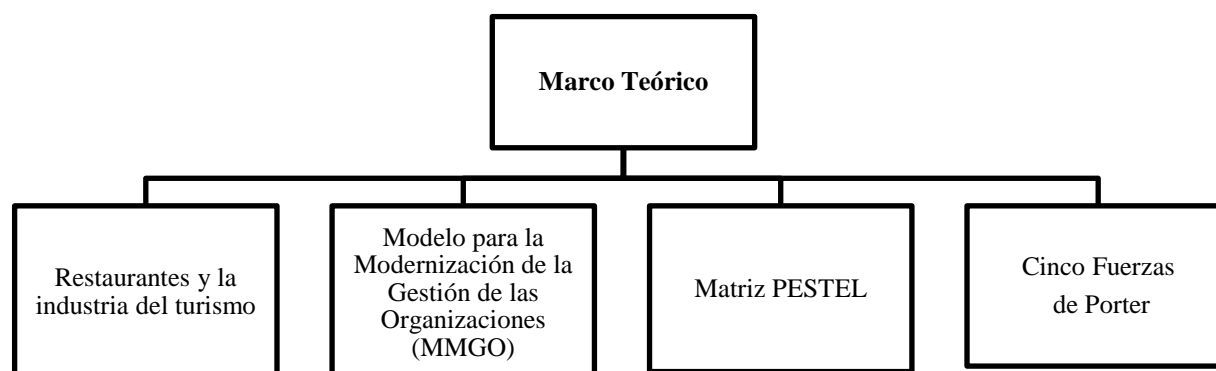 Marco Teórico
Restaurantes y la
industria del turismo
Modelo para la
Modernización de la
Gestión de las
Organizaciones
(MMGO)
Matriz PESTEL
Cinco Fuerzas
de Porter